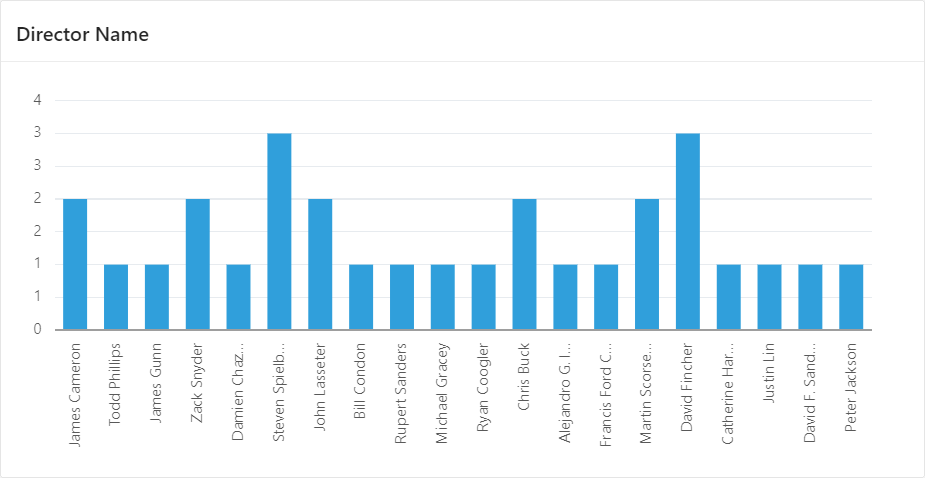 Director Name
4
3
3
2
2
1
1
0
James Cameron
Todd Phillips
James Gunn
Zack Snyder
Damien Chaz...
Steven Spielb...
John Lasseter
Bill Condon
Rupert Sanders
Michael Gracey
Ryan Coogler
Chris Buck
Alejandro G. I...
Francis Ford C...
Martin Scorse...
David Fincher
Catherine Har...
Justin Lin
David F. Sand...
Peter Jackson